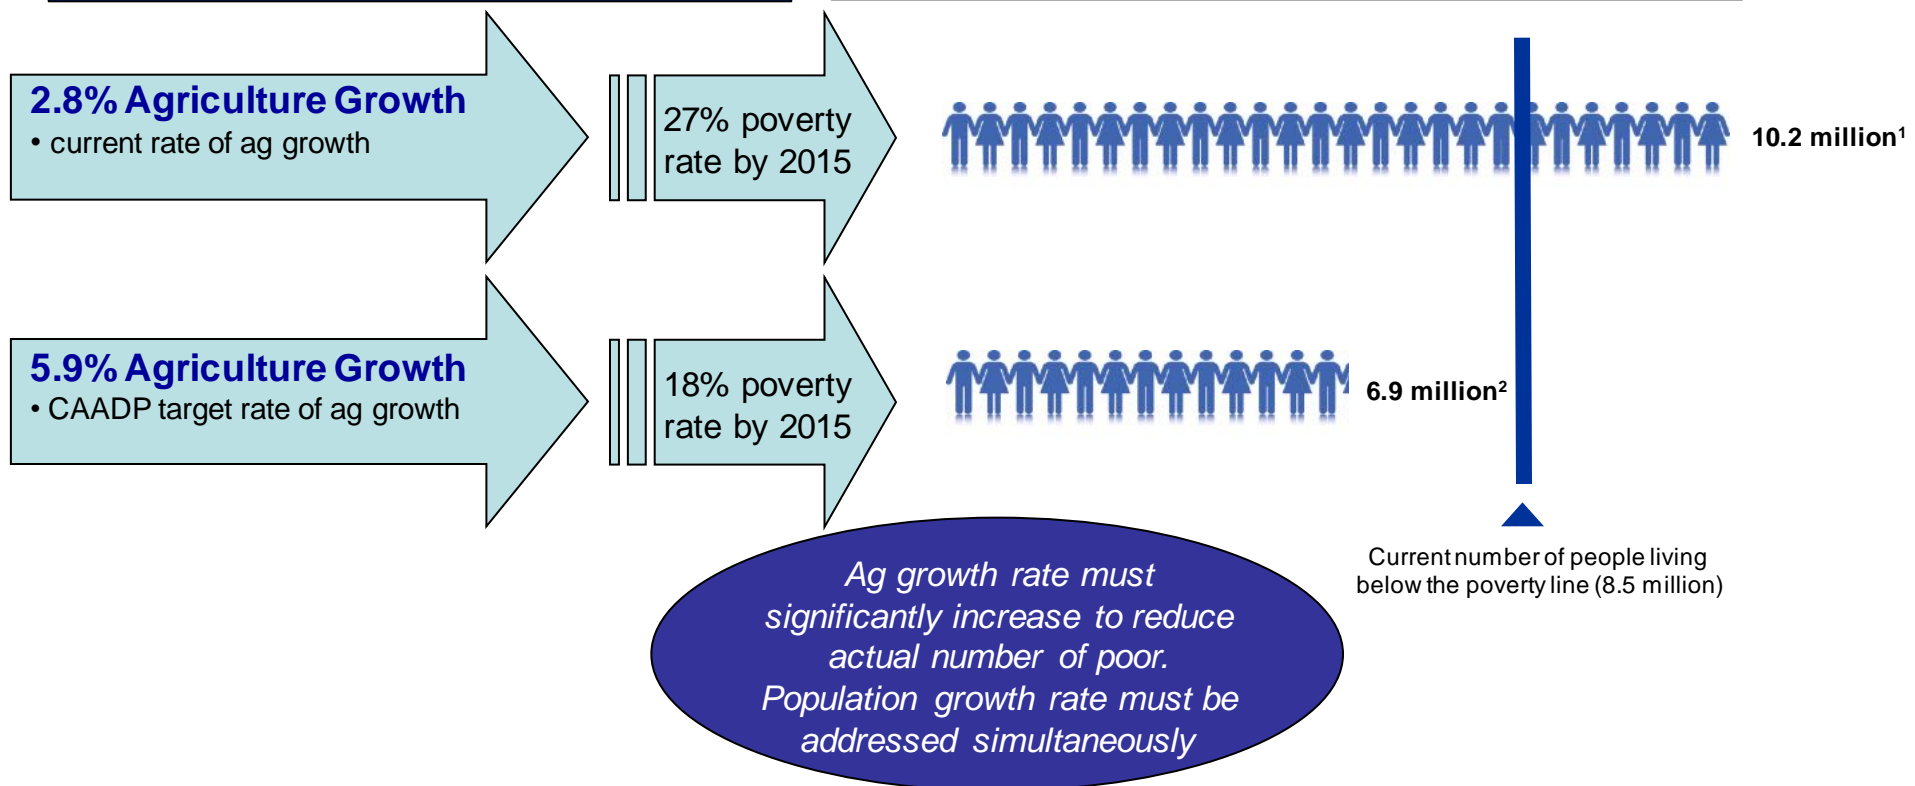 2.8% Agriculture Growth
• current rate of ag growth
27% poverty
rate by 2015
10.2 million¹
5.9% Agriculture Growth
• CAADP target rate of ag growth
18% poverty
rate by 2015
6.9 million²
Current number of people living
below the poverty line (8.5 million)
Ag growth rate must
significantly increase to reduce
actual number of poor.
Population growth rate must be
addressed simultaneously